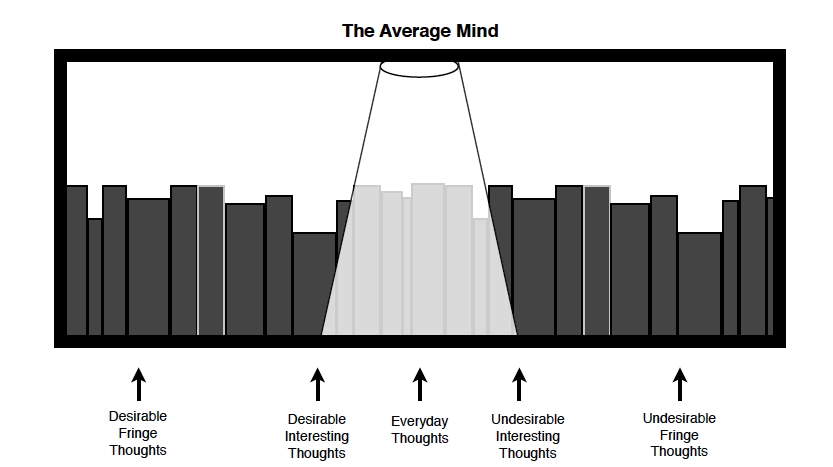 The Average Mind
Desirable
Fringe
Thoughts
Desirable
Interesting
Thoughts
Everyday
Thoughts
Undesirable
Interesting
Thoughts
Undesirable
Fringe
Thoughts